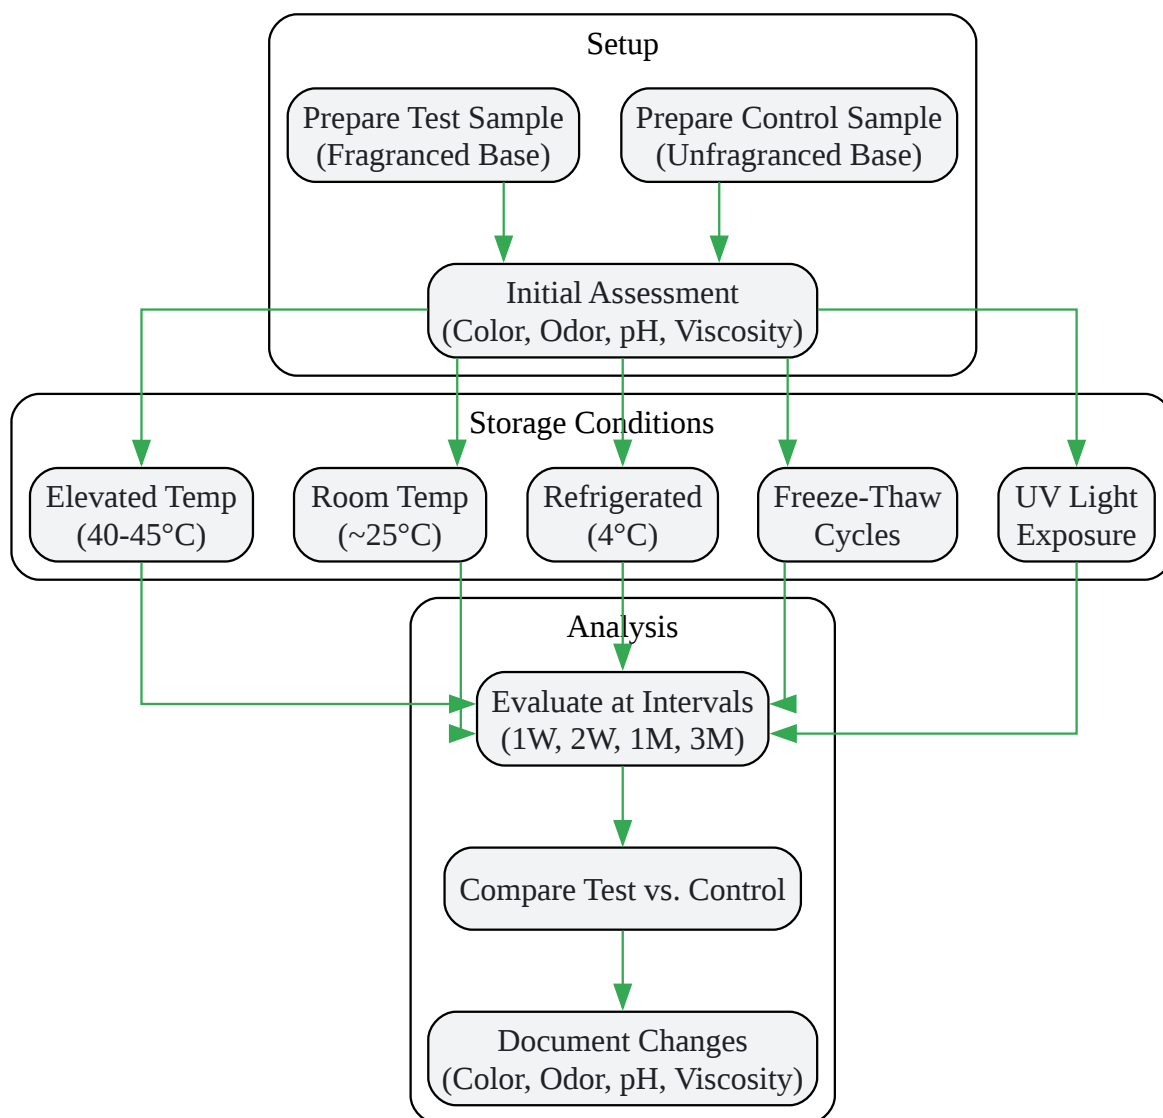 Setup
Prepare Test Sample
(Fragranced Base)
Prepare Control Sample
(Unfragranced Base)
Initial Assessment
(Color, Odor, pH, Viscosity)
Storage Conditions
Elevated Temp
(40-45°C)
Room Temp
(~25°C)
Refrigerated
(4°C)
Freeze-Thaw
Cycles
UV Light
Exposure
Analysis
Evaluate at Intervals
(1W, 2W, 1M, 3M)
Compare Test vs. Control
Document Changes
(Color, Odor, pH, Viscosity)